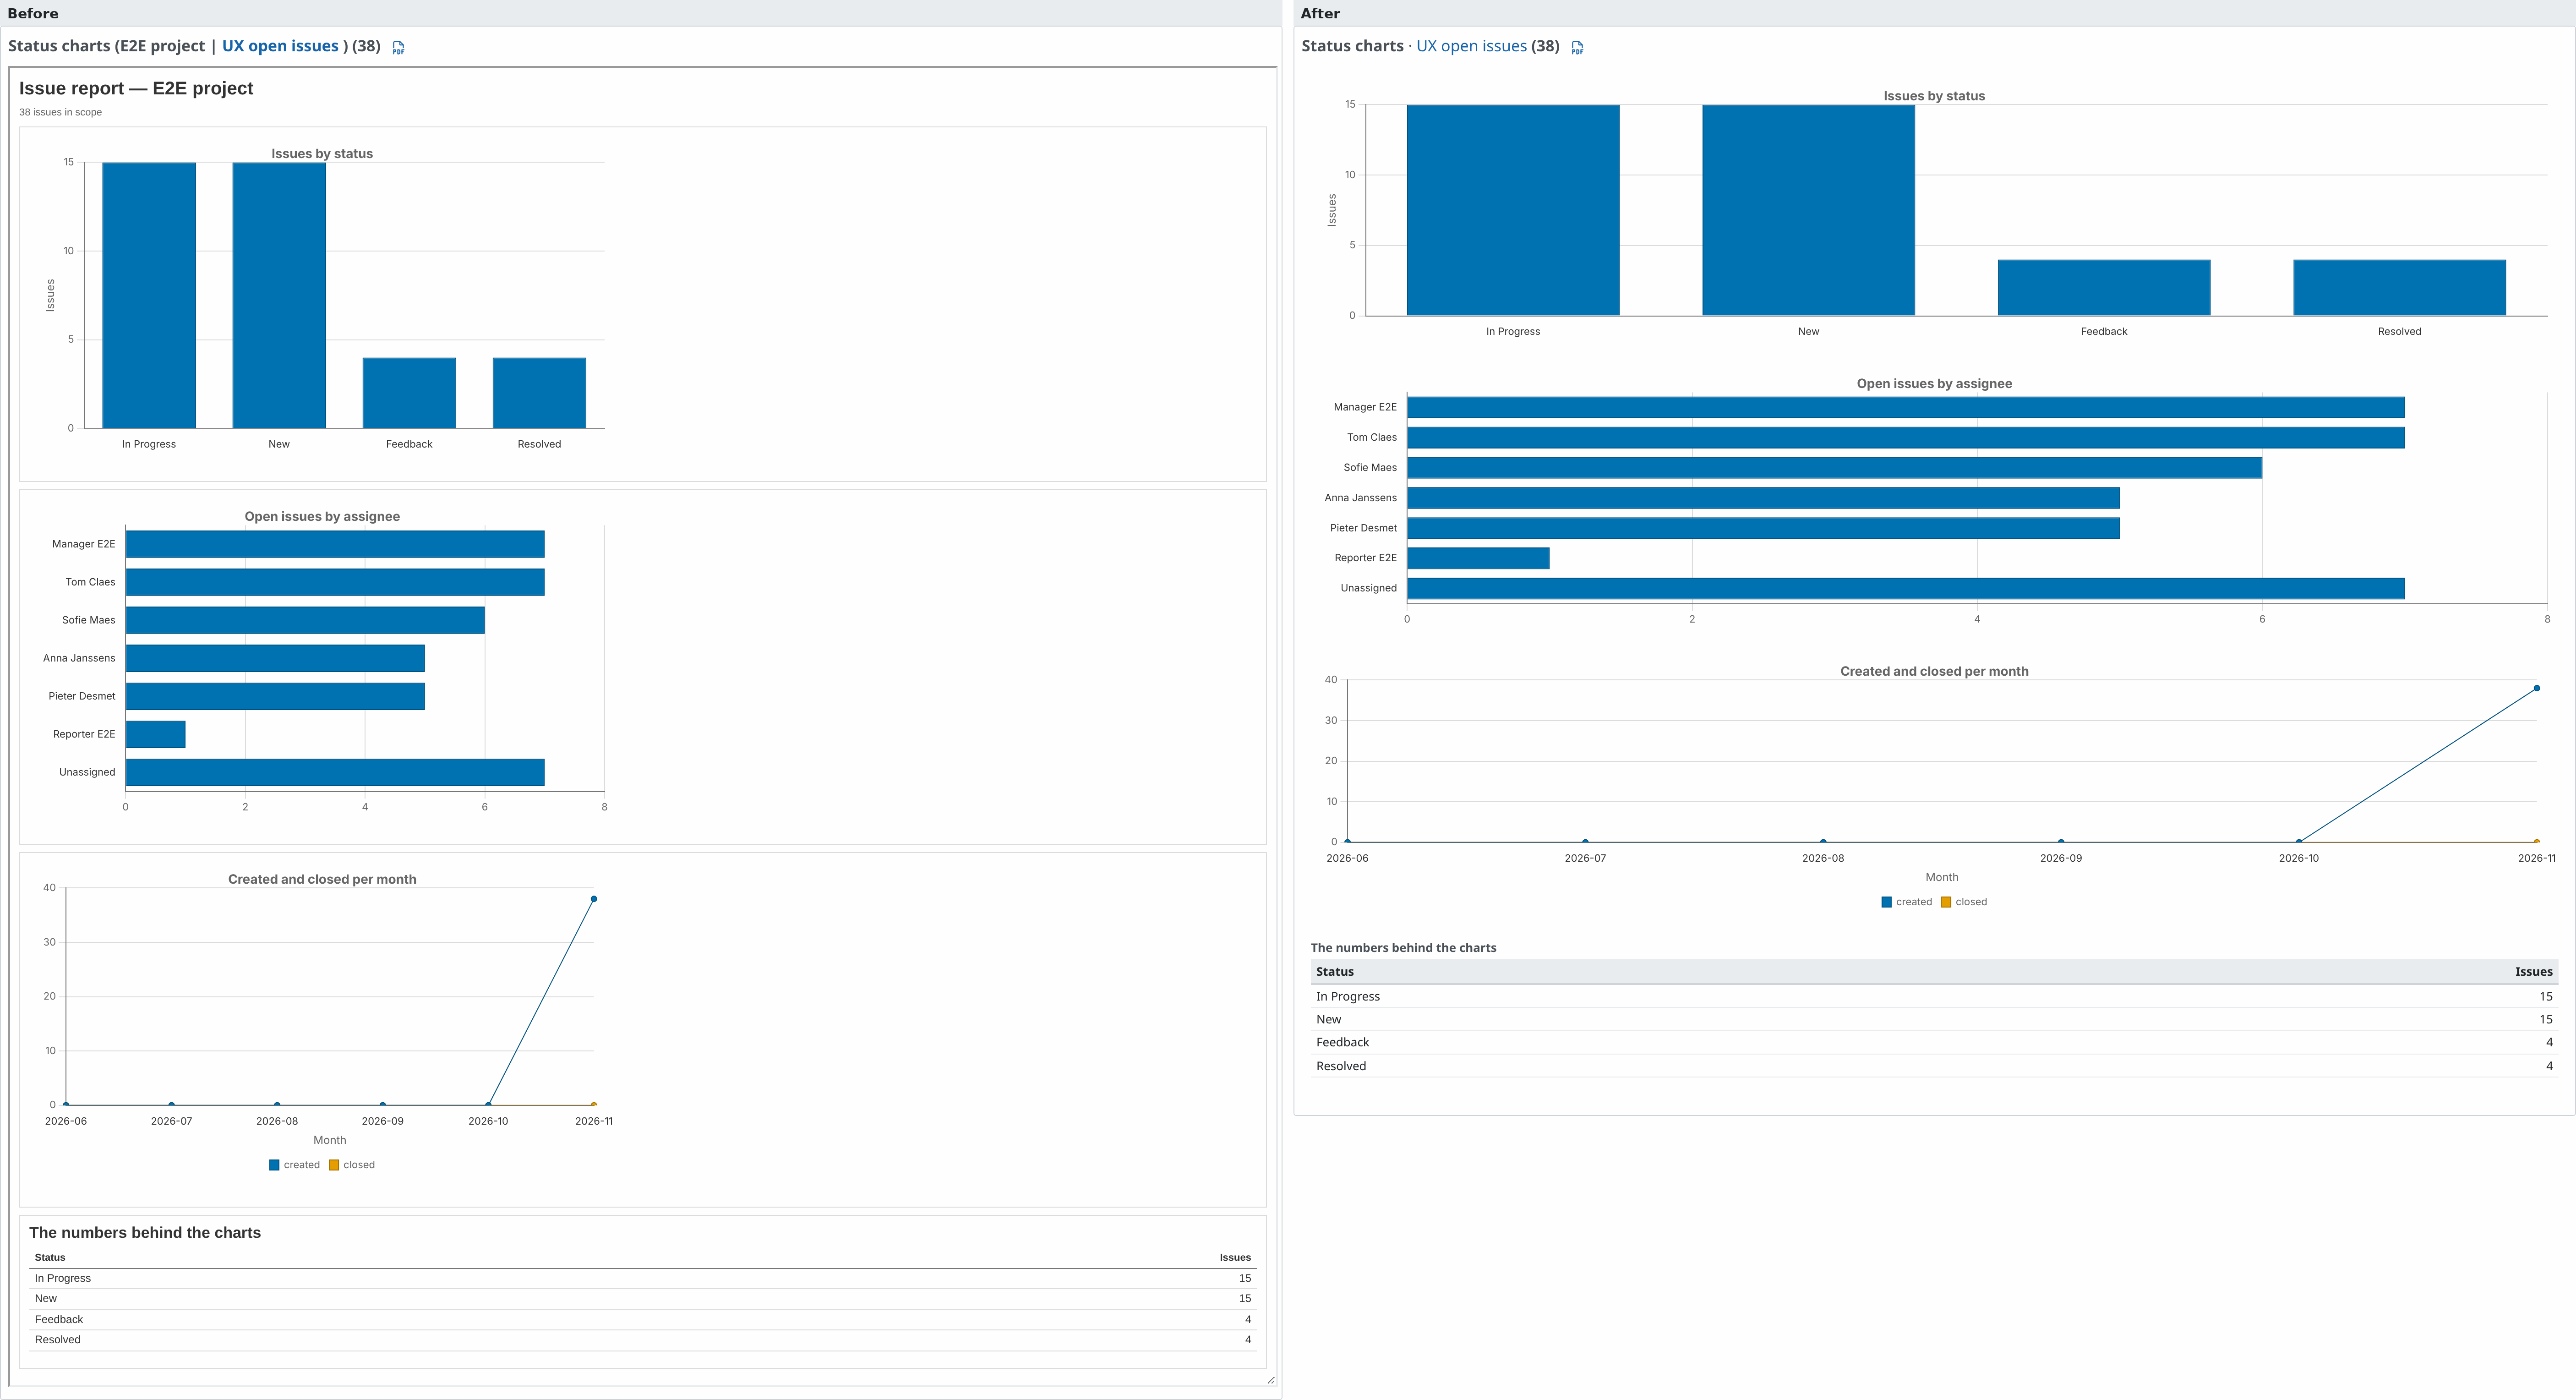 Before
Status charts (E2E project | UX open issues ) (38) PDF
Issue report — E2E project
38 issues in scope
Issues by status
15
10
5
0
Issues
In Progress New Feedback Resolved
Open issues by assignee
Manager E2E
Tom Claes
Sofie Maes
Anna Janssens
Pieter Desmet
Reporter E2E
Unassigned
0 2 4 6 8
Created and closed per month
40
30
20
10
0
2026-06 2026-07 2026-08 2026-09 2026-10 2026-11
Month
created closed
The numbers behind the charts
Status Issues
In Progress 15
New 15
Feedback 4
Resolved 4
After
Status charts · UX open issues (38) PDF
Issues by status
15
10
5
0
Issues
In Progress New Feedback Resolved
Open issues by assignee
Manager E2E
Tom Claes
Sofie Maes
Anna Janssens
Pieter Desmet
Reporter E2E
Unassigned
0 2 4 6 8
Created and closed per month
40
30
20
10
0
2026-06 2026-07 2026-08 2026-09 2026-10 2026-11
Month
created closed
The numbers behind the charts
Status Issues
In Progress 15
New 15
Feedback 4
Resolved 4